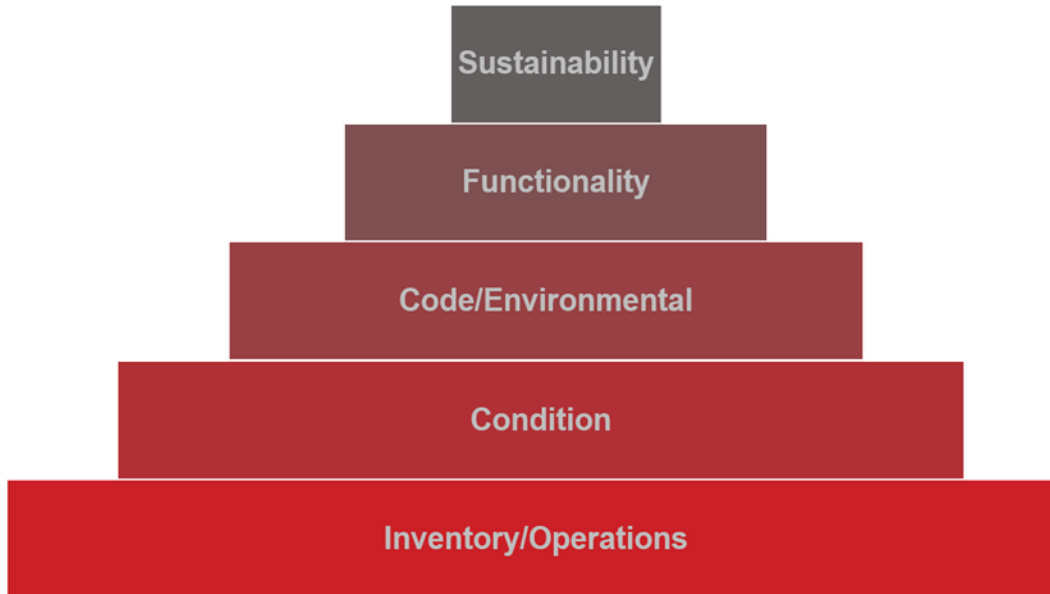 Sustainability
Functionality
Code/Environmental
Condition
Inventory/Operations